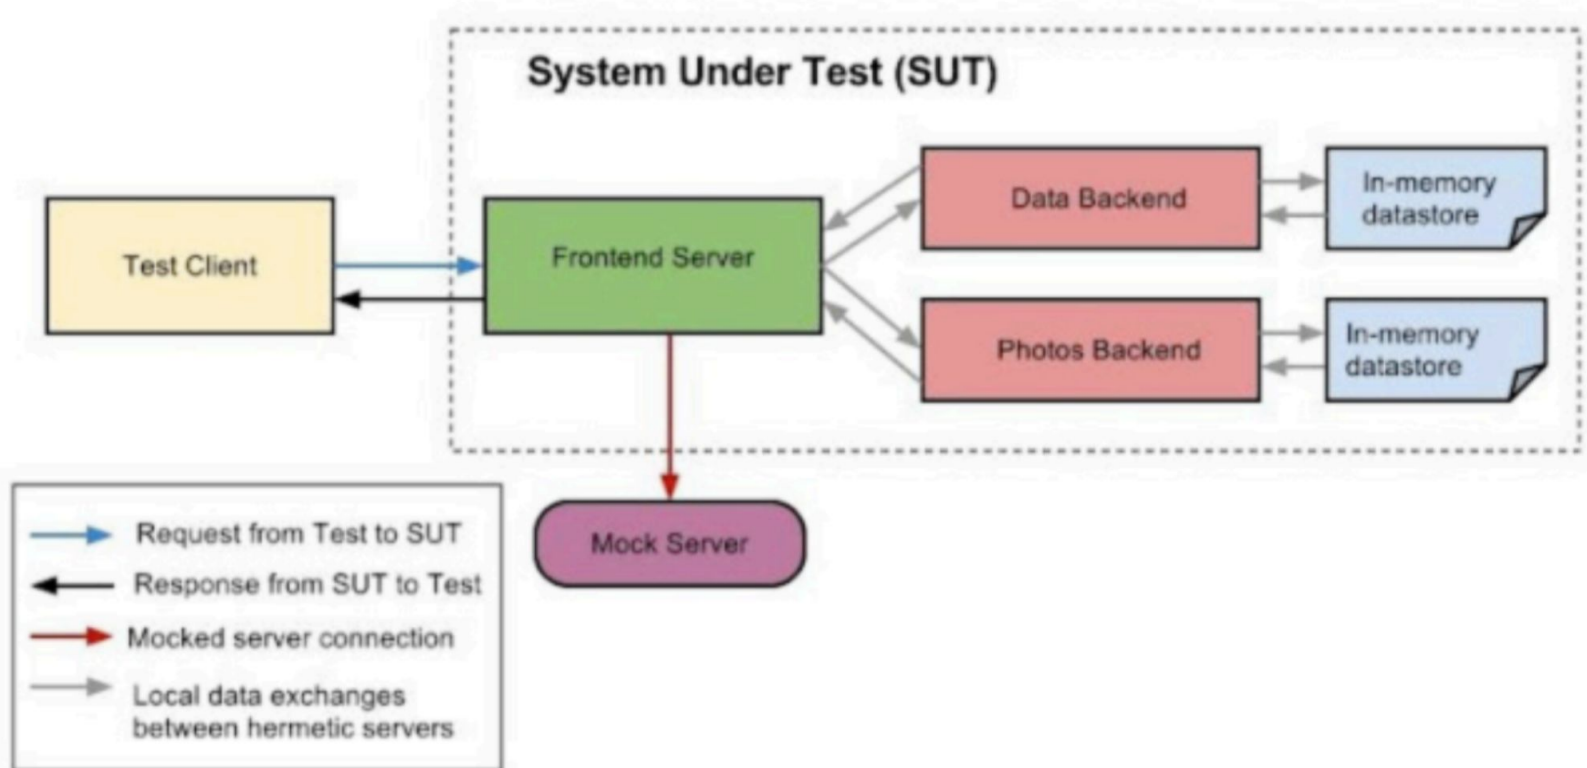 System Under Test (SUT)
Test Client
Frontend Server
Data Backend
In-memory
datastore
Photos Backend
In-memory
datastore
Mock Server
Request from Test to SUT
Response from SUT to Test
Mocked server connection
Local data exchanges
between hermetic servers